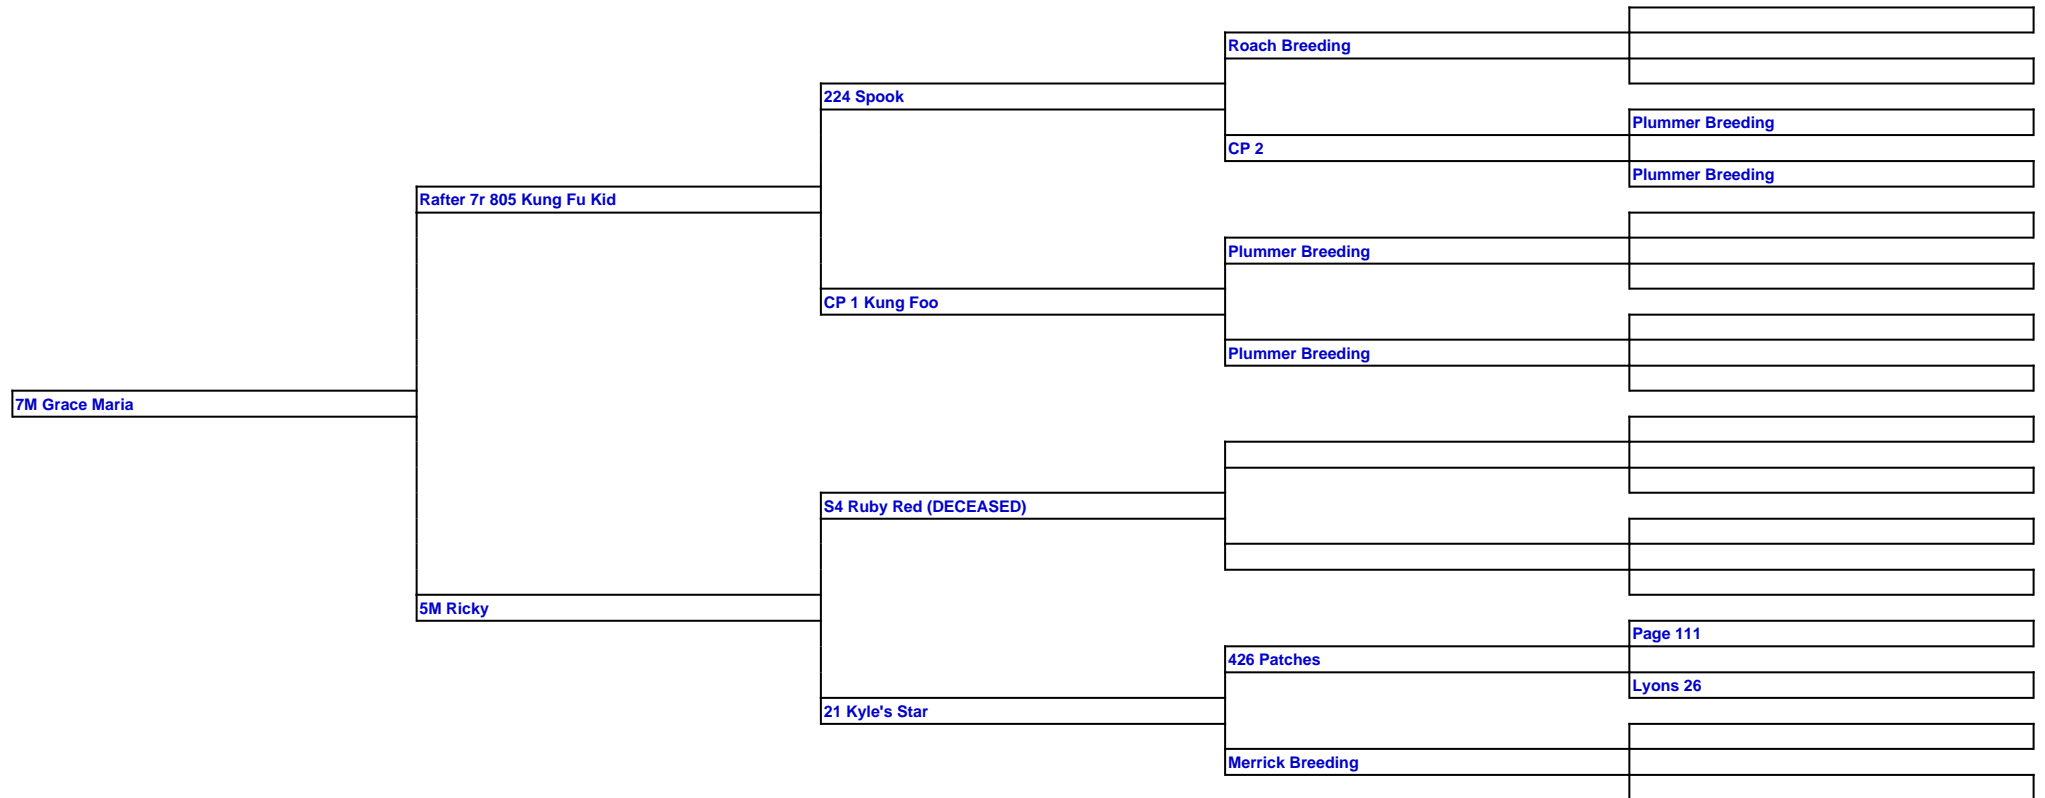 Roach Breeding
224 Spook
Plummer Breeding
CP 2
Plummer Breeding
Rafter 7r 805 Kung Fu Kid
Plummer Breeding
CP 1 Kung Foo
Plummer Breeding
7M Grace Maria
S4 Ruby Red (DECEASED)
5M Ricky
Page 111
426 Patches
Lyons 26
21 Kyle's Star
Merrick Breeding